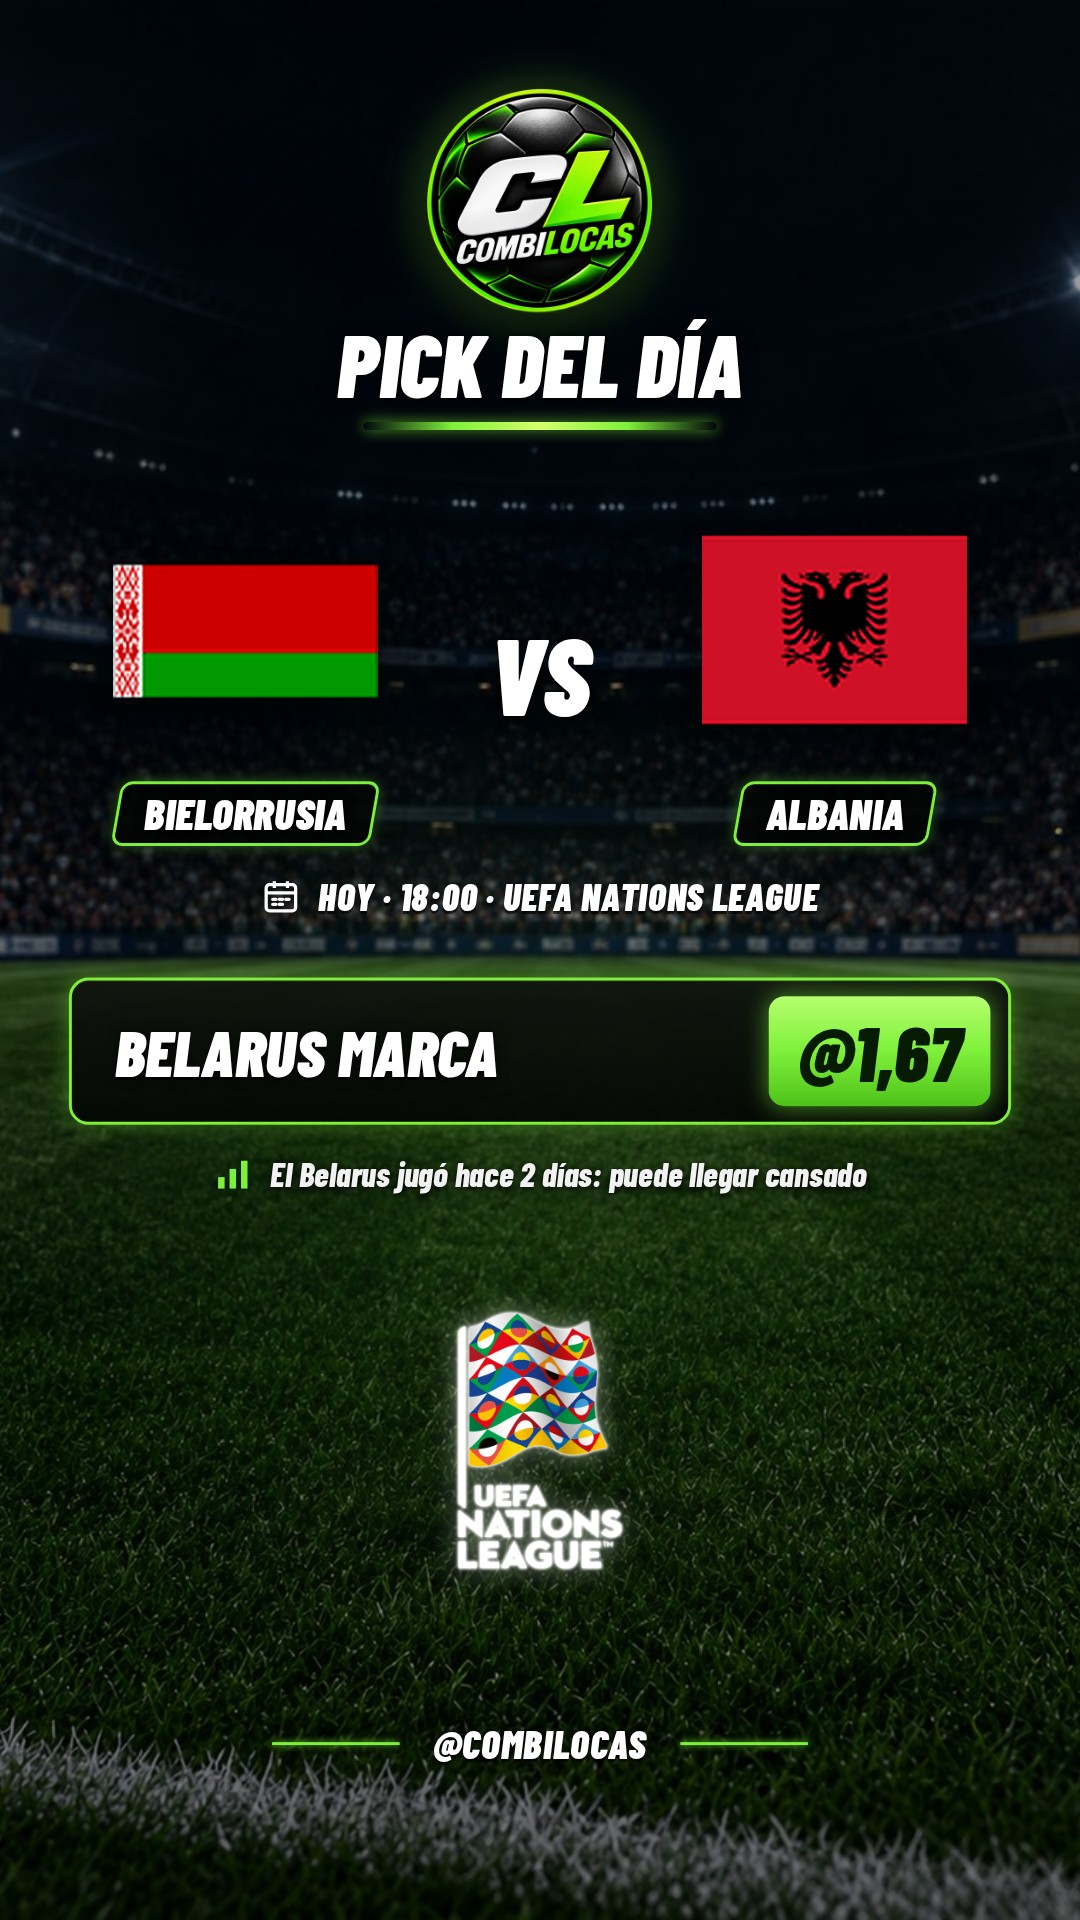 CL
COMBILOCAS
PICK DEL DÍA
VS
BIELORRUSIA
ALBANIA
HOY · 18:00 · UEFA NATIONS LEAGUE
BELARUS MARCA
@1,67
El Belarus jugó hace 2 días: puede llegar cansado
UEFA
NATIONS
LEAGUE™
@COMBILOCAS